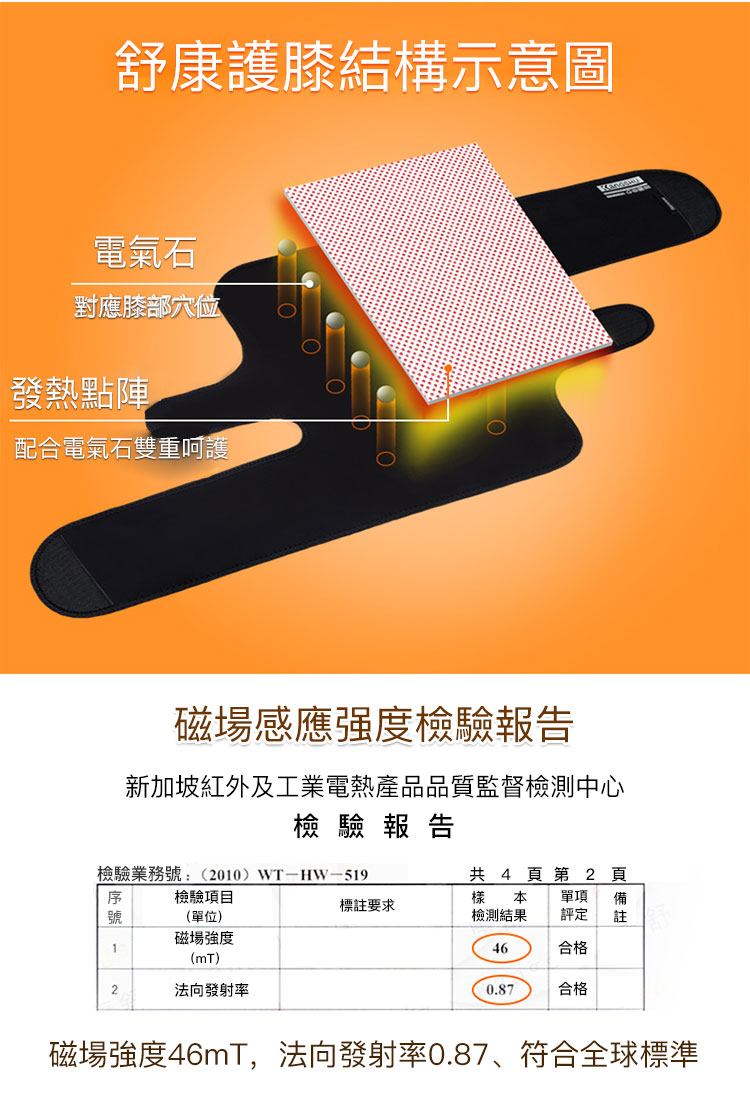 舒康護膝結構示意圖
KANGSHU
電氣石
對應膝部穴位
發熱點陣
配合電氣石雙重呵護
磁場感應强度檢驗報告
新加坡紅外及工業電熱產品品質監督檢測中心
檢 驗 報 告
檢驗業務號：（2010）WT－HW－519 共 4 頁 第 2 頁
序號 檢驗項目(單位) 標註要求 樣本檢測結果 單項評定 備註
1 磁場強度(mT) 46 合格
2 法向發射率 0.87 合格
磁場強度46mT，法向發射率0.87、符合全球標準